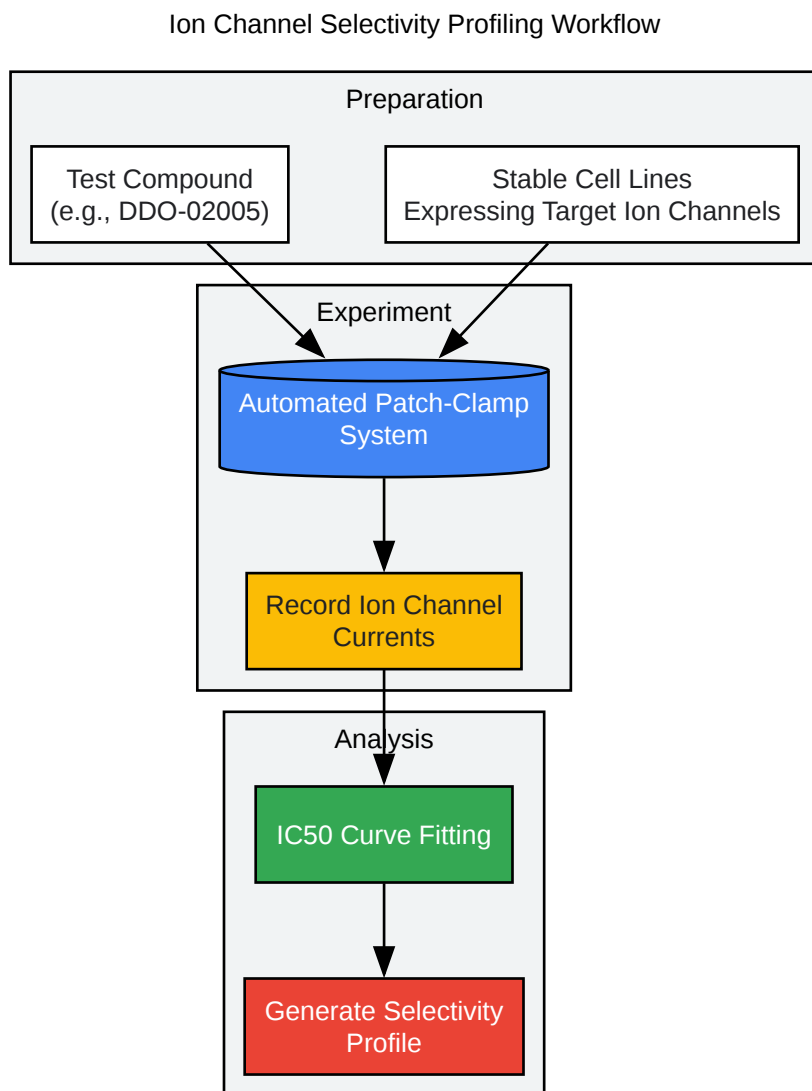 Ion Channel Selectivity Profiling Workflow
Preparation
Test Compound
(e.g., DDO-02005)
Stable Cell Lines
Expressing Target Ion Channels
Experiment
Automated Patch-Clamp
System
Record Ion Channel
Currents
Analysis
IC50 Curve Fitting
Generate Selectivity
Profile